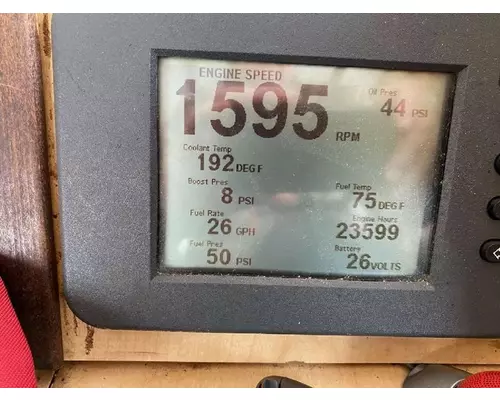 ENGINE SPEED
1595 RPM
Oil Pres
44 PSI
Coolant Temp
192 DEG F
Boost Pres
8 PSI
Fuel Temp
75 DEG F
Fuel Rate
26 GPH
Engine Hours
23599
Fuel Pres
50 PSI
Battery
26 VOLTS